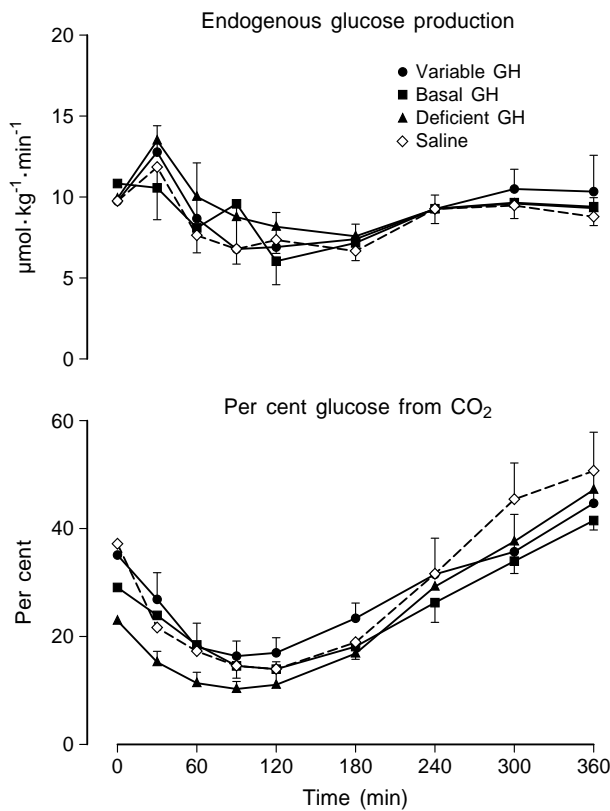 Endogenous glucose production
20
15
10
5
0
µmol·kg⁻¹·min⁻¹
Variable GH
Basal GH
Deficient GH
Saline
Per cent glucose from CO₂
60
40
20
0
Per cent
0 60 120 180 240 300 360
Time (min)